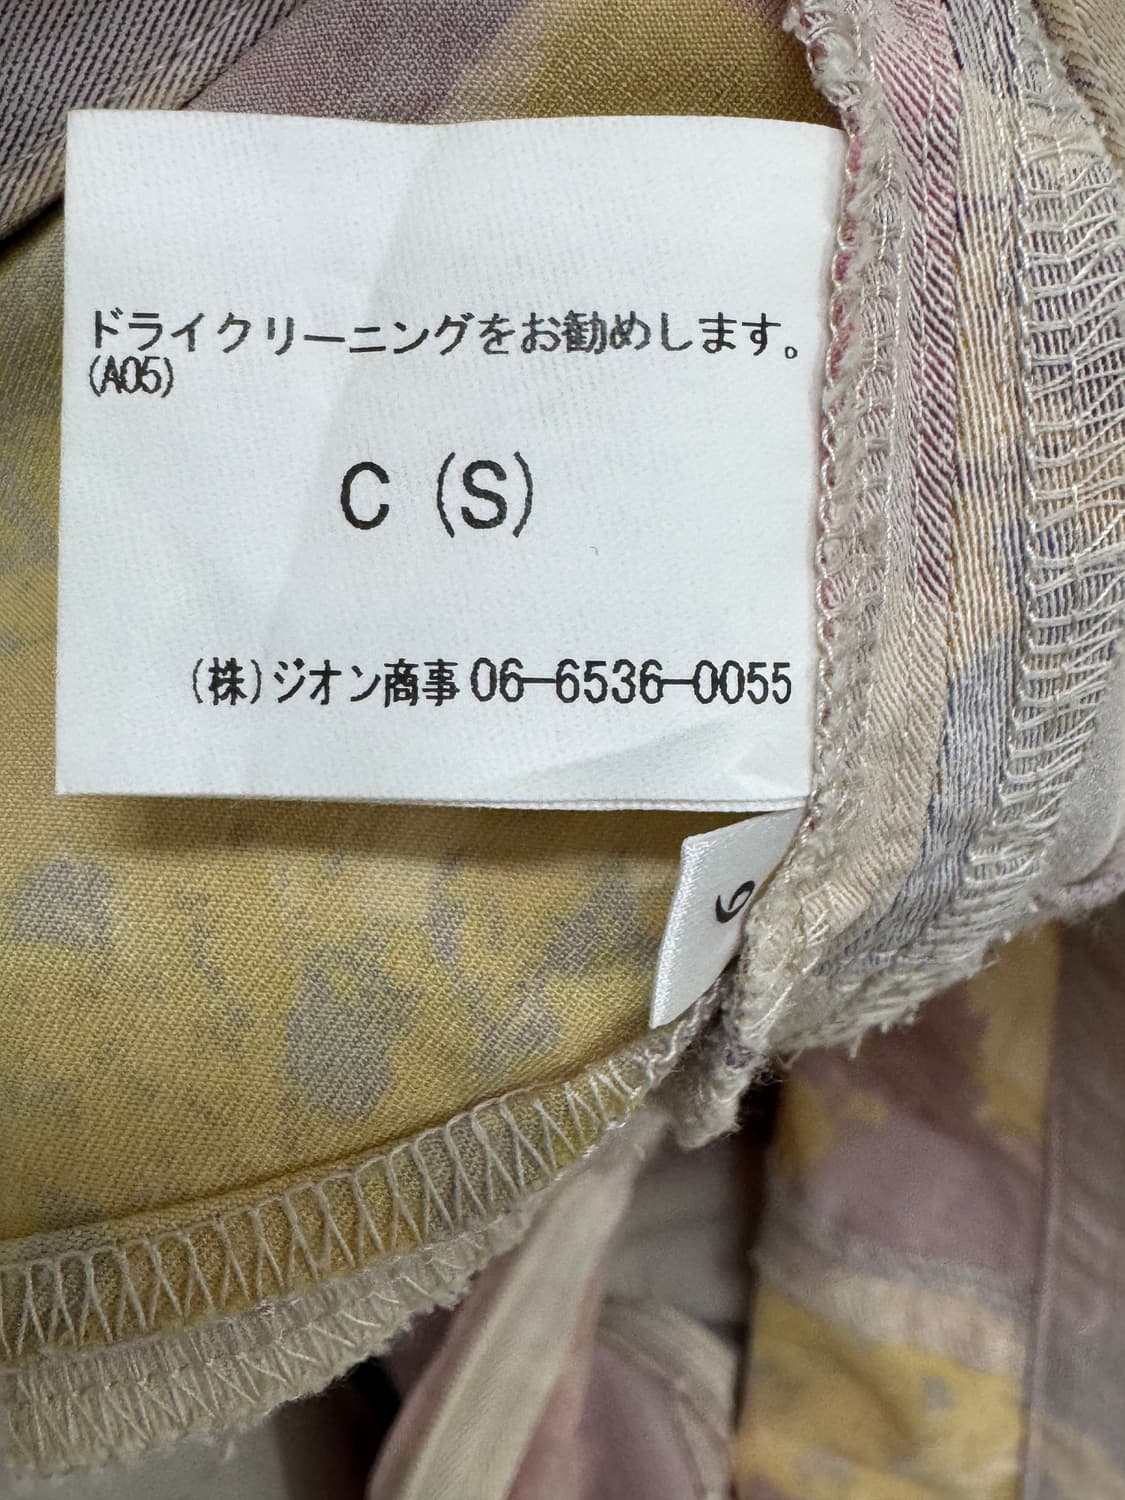 ドライクリーニングをお勧めします。
(A05)
C (S)
(株)ジオン商事 06-6536-0055